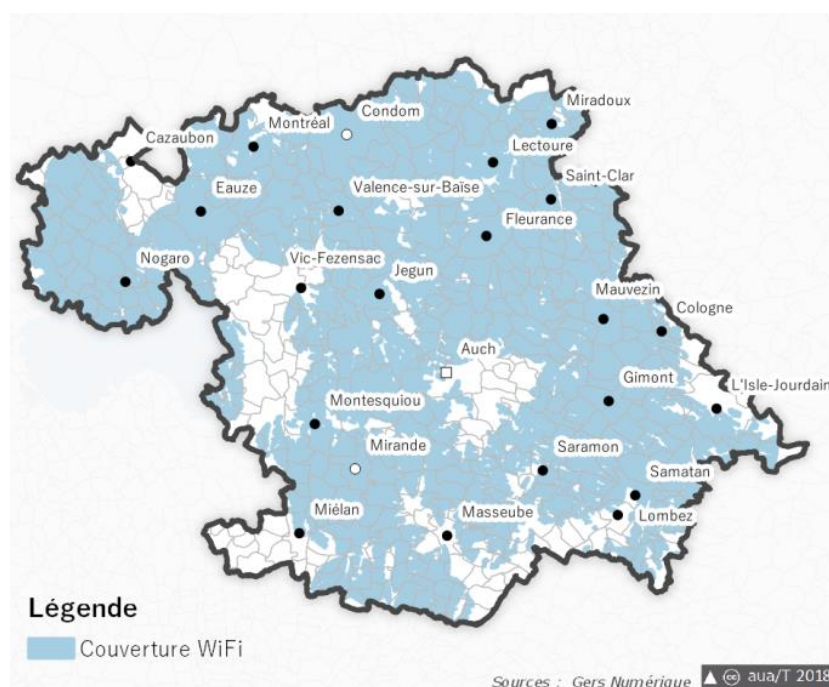 Miradoux
Condom
Montréal
Cazaubon
Lectoure
Saint-Clar
Eauze
Valence-sur-Baïse
Fleurance
Nogaro
Vic-Fezensac
Jegun
Mauvezin
Cologne
Auch
Gimont
L'Isle-Jourdain
Montesquiou
Mirande
Saramon
Samatan
Miélan
Masseube
Lombez
Légende
Couverture WiFi
Sources : Gers Numérique
cc aua/T 2018